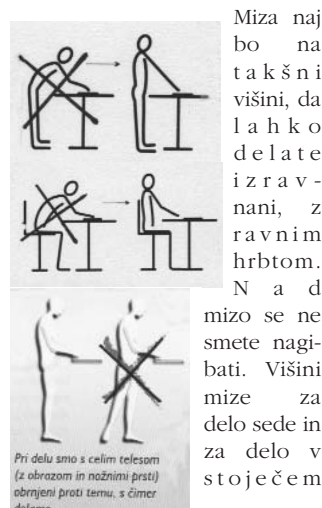 Miza naj
bo na
takšni
višini, da
lahko
delate
izrav-
nani, z
ravnim
hrbtom.
Nad
mizo se ne
smete nagi-
bati. Višini
mize za
delo sede in
za delo v
stoječem
Pri delu smo s celim telesom
(z obrazom in nožnimi prsti)
obrnjeni proti temu, s čimer
delamo.